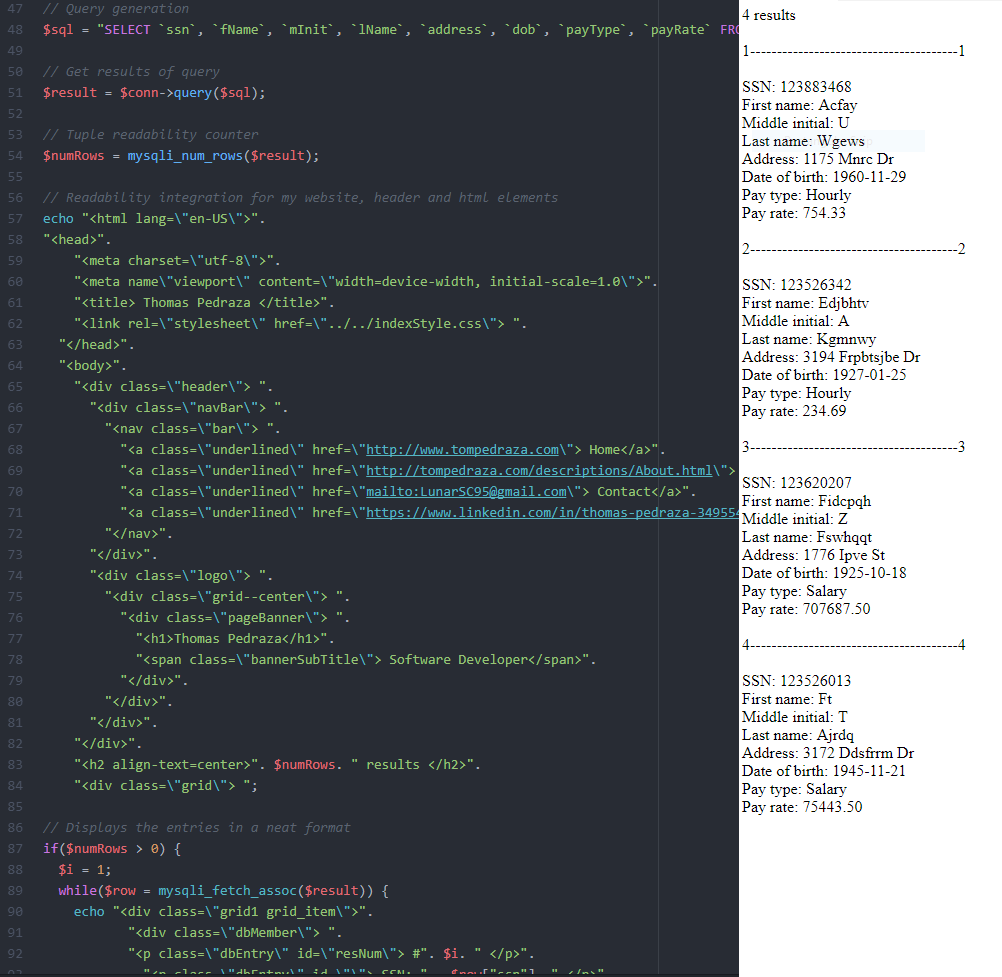 47 // Query generation
48 $sql = "SELECT `ssn`, `fName`, `mInit`, `lName`, `address`, `dob`, `payType`, `payRate` FRO
49
50 // Get results of query
51 $result = $conn->query($sql);
52
53 // Tuple readability counter
54 $numRows = mysqli_num_rows($result);
55
56 // Readability integration for my website, header and html elements
57 echo "<html lang=\"en-US\">".
58 "<head>".
59 "<meta charset=\"utf-8\">".
60 "<meta name\"viewport\" content=\"width=device-width, initial-scale=1.0\">".
61 "<title> Thomas Pedraza </title>".
62 "<link rel=\"stylesheet\" href=\"../../indexStyle.css\"> ".
63 "</head>".
64 "<body>".
65 "<div class=\"header\"> ".
66 "<div class=\"navBar\"> ".
67 "<nav class=\"bar\"> ".
68 "<a class=\"underlined\" href=\"http://www.tompedraza.com\"> Home</a>".
69 "<a class=\"underlined\" href=\"http://tompedraza.com/descriptions/About.html\">
70 "<a class=\"underlined\" href=\"mailto:LunarSC95@gmail.com\"> Contact</a>".
71 "<a class=\"underlined\" href=\"https://www.linkedin.com/in/thomas-pedraza-349554
72 "</nav>".
73 "</div>".
74 "<div class=\"logo\"> ".
75 "<div class=\"grid--center\"> ".
76 "<div class=\"pageBanner\"> ".
77 "<h1>Thomas Pedraza</h1>".
78 "<span class=\"bannerSubTitle\"> Software Developer</span>".
79 "</div>".
80 "</div>".
81 "</div>".
82 "</div>".
83 "<h2 align-text=center>". $numRows. " results </h2>".
84 "<div class=\"grid\"> ";
85
86 // Displays the entries in a neat format
87 if($numRows > 0) {
88 $i = 1;
89 while($row = mysqli_fetch_assoc($result)) {
90 echo "<div class=\"grid1 grid_item\">".
91 "<div class=\"dbMember\"> ".
92 "<p class=\"dbEntry\" id=\"resNum\"> #". $i. " </p>".
4 results
1---------------------------------------1
SSN: 123883468
First name: Acfay
Middle initial: U
Last name: Wgews
Address: 1175 Mnrc Dr
Date of birth: 1960-11-29
Pay type: Hourly
Pay rate: 754.33
2---------------------------------------2
SSN: 123526342
First name: Edjbhtv
Middle initial: A
Last name: Kgmnwy
Address: 3194 Frpbtsjbe Dr
Date of birth: 1927-01-25
Pay type: Hourly
Pay rate: 234.69
3---------------------------------------3
SSN: 123620207
First name: Fidcpqh
Middle initial: Z
Last name: Fswhqqt
Address: 1776 Ipve St
Date of birth: 1925-10-18
Pay type: Salary
Pay rate: 707687.50
4---------------------------------------4
SSN: 123526013
First name: Ft
Middle initial: T
Last name: Ajrdq
Address: 3172 Ddsfrrm Dr
Date of birth: 1945-11-21
Pay type: Salary
Pay rate: 75443.50